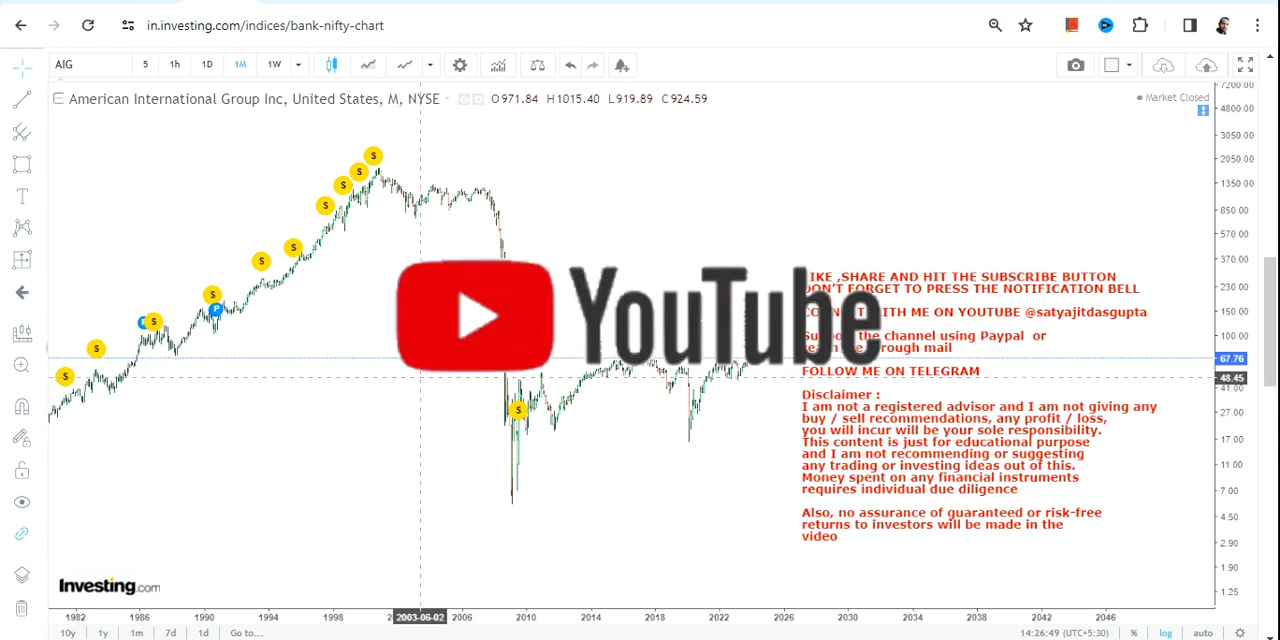 in.investing.com/indices/bank-nifty-chart
AIG 5 1h 1D 1M 1W
American International Group Inc, United States, M, NYSE O971.84 H1015.40 L919.89 C924.59
Market Closed
7200.00
4800.00
3050.00
2050.00
1350.00
850.00
570.00
370.00
230.00
150.00
100.00
67.76
48.45
41.00
27.00
17.00
11.00
7.00
4.50
2.90
1.90
1.25
S S S S S S S S S S S S
P
YouTube
IKE ,SHARE AND HIT THE SUBSCRIBE BUTTON
DON'T FORGET TO PRESS THE NOTIFICATION BELL
WITH ME ON YOUTUBE @satyajitdasgupta
the channel using Paypal or
through mail
FOLLOW ME ON TELEGRAM
Disclaimer :
I am not a registered advisor and I am not giving any
buy / sell recommendations, any profit / loss,
you will incur will be your sole responsibility.
This content is just for educational purpose
and I am not recommending or suggesting
any trading or investing ideas out of this.
Money spent on any financial instruments
requires individual due diligence
Also, no assurance of guaranteed or risk-free
returns to investors will be made in the
video
Investing.com
1982 1986 1990 1994 1998 2003-06-02 2006 2010 2014 2018 2022 2026 2030 2034 2038 2042 2046
10y 1y 1m 7d 1d Go to... 14:26:49 (UTC+5:30) % log auto